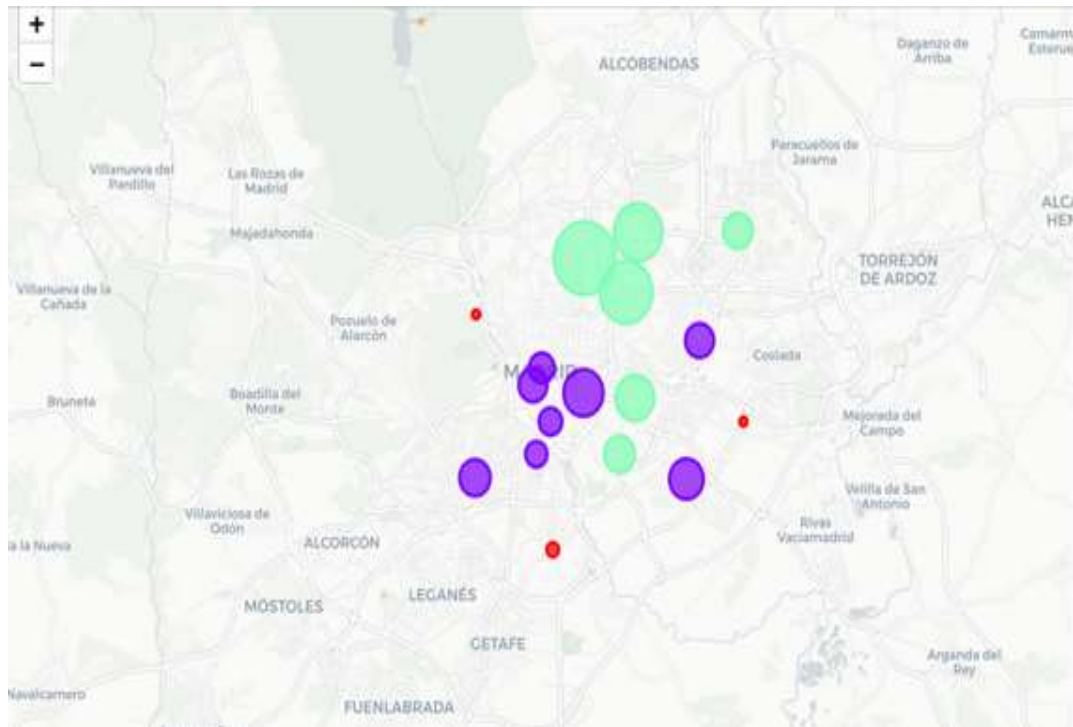 +
−
ALCOBENDAS
Daganzo de
Arriba
Paracuellos de
Jarama
Villanueva del
Pardillo
Las Rozas de
Madrid
Majadahonda
TORREJÓN
DE ARDOZ
Villanueva de la
Cañada
Pozuelo de
Alarcón
Coslada
Boadilla del
Monte
Mejorada del
Campo
Velilla de San
Antonio
Villaviciosa de
Odón
Rivas
Vaciamadrid
ALCORCÓN
LEGANÉS
MÓSTOLES
GETAFE
Arganda del
Rey
Navalcarnero
FUENLABRADA